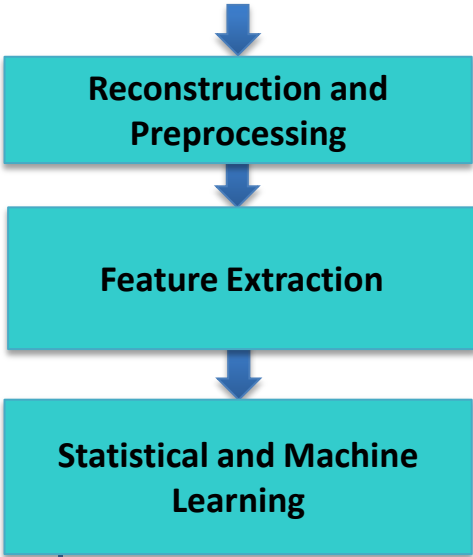 Reconstruction and
Preprocessing
Feature Extraction
Statistical and Machine
Learning